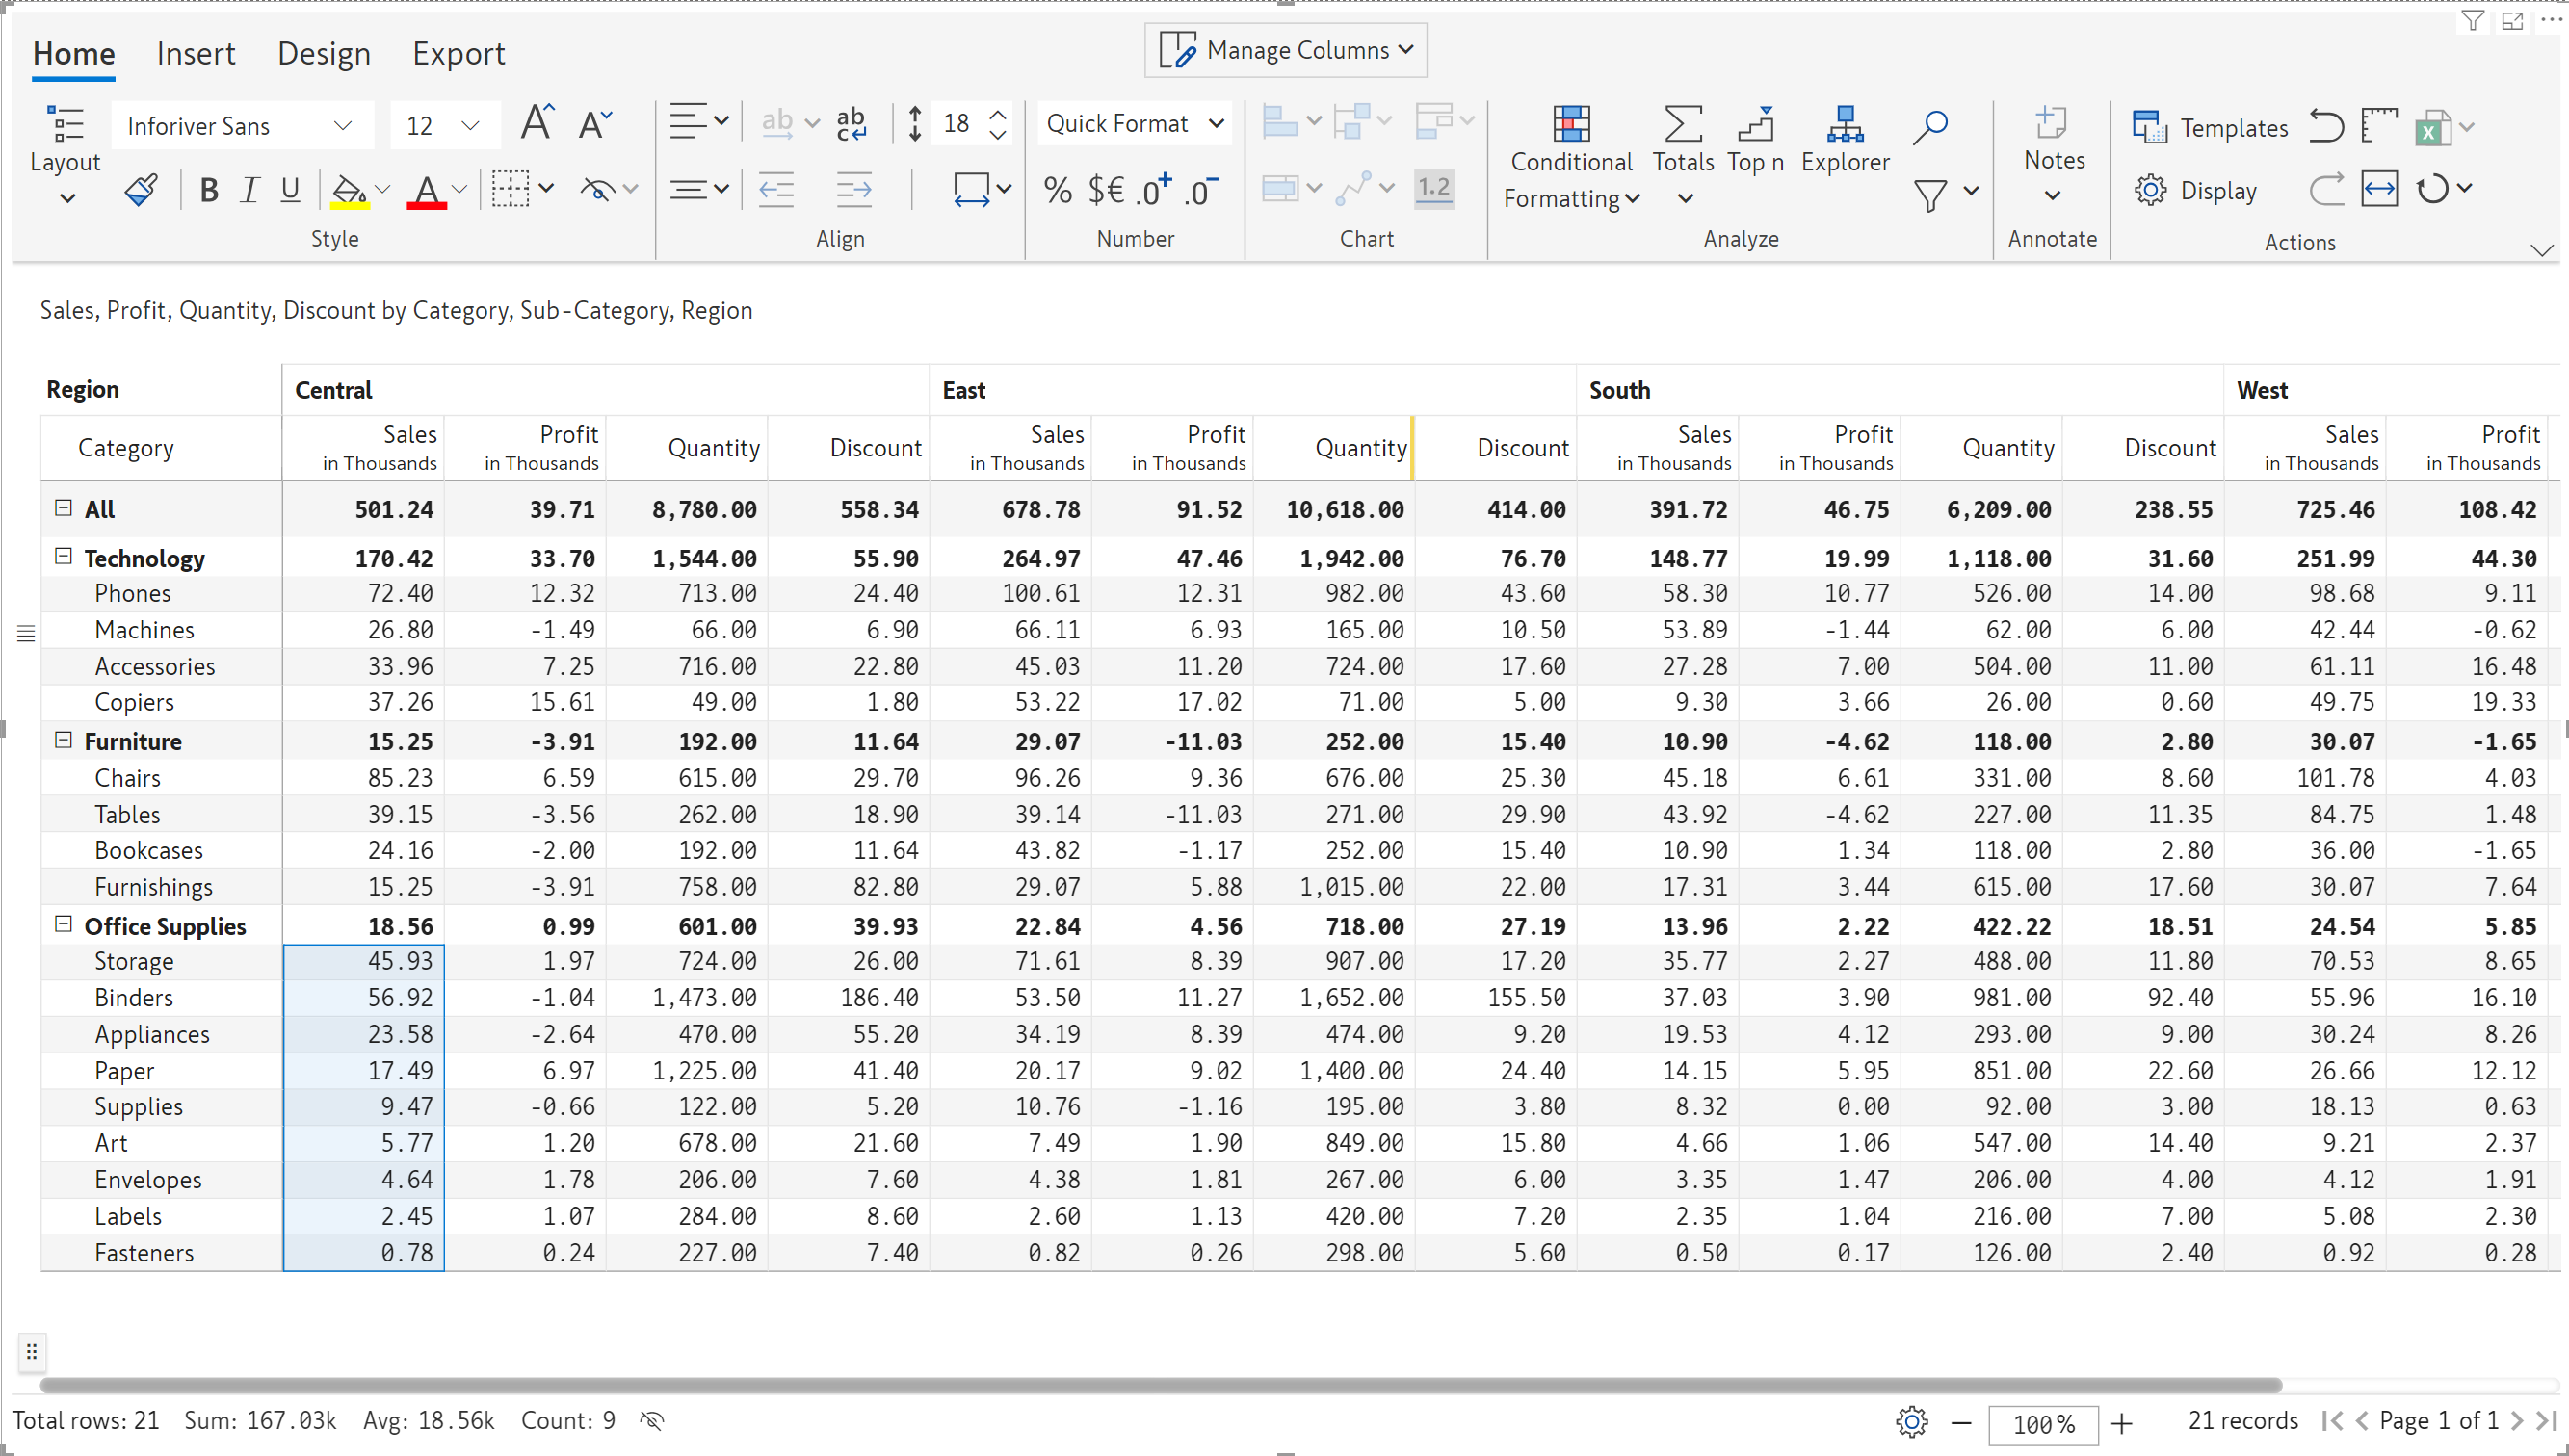 Home Insert Design Export Manage Columns
Inforiver Sans 12 A A ab ab c 18 Quick Format
Layout B I U A % $€ .0+ .0- 1.2 Conditional Formatting Totals Top n Explorer Notes Templates X
Display
Style Align Number Chart Analyze Annotate Actions
Sales, Profit, Quantity, Discount by Category, Sub-Category, Region
Region Central East South West
Category Sales in Thousands Profit in Thousands Quantity Discount Sales in Thousands Profit in Thousands Quantity Discount Sales in Thousands Profit in Thousands Quantity Discount Sales in Thousands Profit in Thousands
All 501.24 39.71 8,780.00 558.34 678.78 91.52 10,618.00 414.00 391.72 46.75 6,209.00 238.55 725.46 108.42
Technology 170.42 33.70 1,544.00 55.90 264.97 47.46 1,942.00 76.70 148.77 19.99 1,118.00 31.60 251.99 44.30
Phones 72.40 12.32 713.00 24.40 100.61 12.31 982.00 43.60 58.30 10.77 526.00 14.00 98.68 9.11
Machines 26.80 -1.49 66.00 6.90 66.11 6.93 165.00 10.50 53.89 -1.44 62.00 6.00 42.44 -0.62
Accessories 33.96 7.25 716.00 22.80 45.03 11.20 724.00 17.60 27.28 7.00 504.00 11.00 61.11 16.48
Copiers 37.26 15.61 49.00 1.80 53.22 17.02 71.00 5.00 9.30 3.66 26.00 0.60 49.75 19.33
Furniture 15.25 -3.91 192.00 11.64 29.07 -11.03 252.00 15.40 10.90 -4.62 118.00 2.80 30.07 -1.65
Chairs 85.23 6.59 615.00 29.70 96.26 9.36 676.00 25.30 45.18 6.61 331.00 8.60 101.78 4.03
Tables 39.15 -3.56 262.00 18.90 39.14 -11.03 271.00 29.90 43.92 -4.62 227.00 11.35 84.75 1.48
Bookcases 24.16 -2.00 192.00 11.64 43.82 -1.17 252.00 15.40 10.90 1.34 118.00 2.80 36.00 -1.65
Furnishings 15.25 -3.91 758.00 82.80 29.07 5.88 1,015.00 22.00 17.31 3.44 615.00 17.60 30.07 7.64
Office Supplies 18.56 0.99 601.00 39.93 22.84 4.56 718.00 27.19 13.96 2.22 422.22 18.51 24.54 5.85
Storage 45.93 1.97 724.00 26.00 71.61 8.39 907.00 17.20 35.77 2.27 488.00 11.80 70.53 8.65
Binders 56.92 -1.04 1,473.00 186.40 53.50 11.27 1,652.00 155.50 37.03 3.90 981.00 92.40 55.96 16.10
Appliances 23.58 -2.64 470.00 55.20 34.19 8.39 474.00 9.20 19.53 4.12 293.00 9.00 30.24 8.26
Paper 17.49 6.97 1,225.00 41.40 20.17 9.02 1,400.00 24.40 14.15 5.95 851.00 22.60 26.66 12.12
Supplies 9.47 -0.66 122.00 5.20 10.76 -1.16 195.00 3.80 8.32 0.00 92.00 3.00 18.13 0.63
Art 5.77 1.20 678.00 21.60 7.49 1.90 849.00 15.80 4.66 1.06 547.00 14.40 9.21 2.37
Envelopes 4.64 1.78 206.00 7.60 4.38 1.81 267.00 6.00 3.35 1.47 206.00 4.00 4.12 1.91
Labels 2.45 1.07 284.00 8.60 2.60 1.13 420.00 7.20 2.35 1.04 216.00 7.00 5.08 2.30
Fasteners 0.78 0.24 227.00 7.40 0.82 0.26 298.00 5.60 0.50 0.17 126.00 2.40 0.92 0.28
Total rows: 21 Sum: 167.03k Avg: 18.56k Count: 9 100% 21 records Page 1 of 1